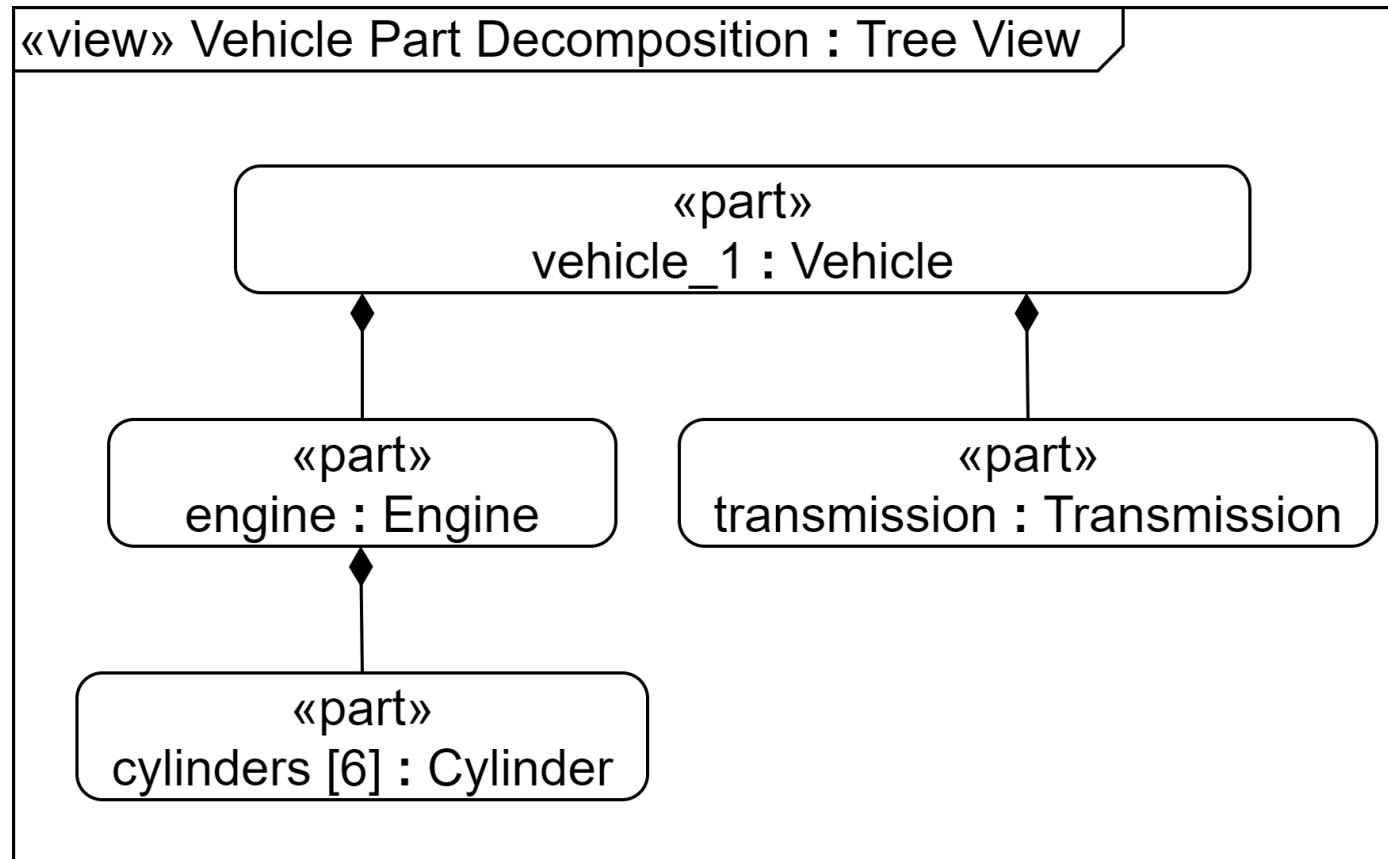 «view» Vehicle Part Decomposition : Tree View
«part»
vehicle_1 : Vehicle
«part»
engine : Engine
«part»
transmission : Transmission
«part»
cylinders [6] : Cylinder